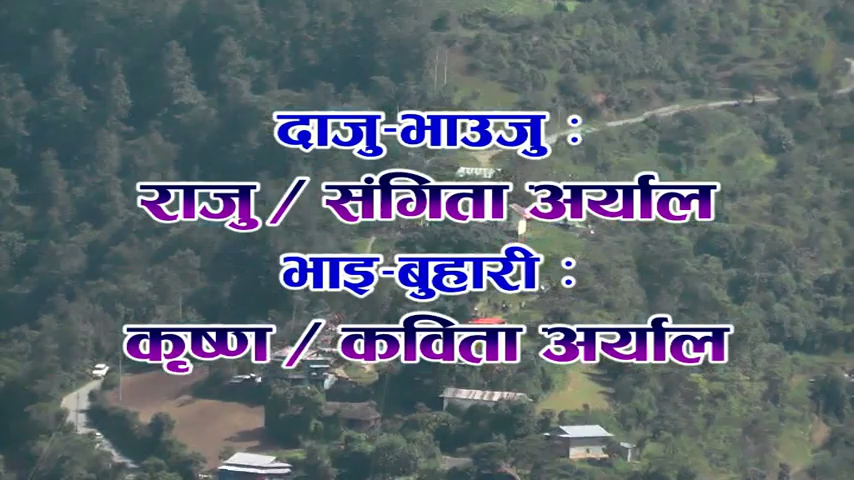 दाजु-भाउजु :
राजु / संगिता अर्याल
भाइ-बुहारी :
कृष्ण / कविता अर्याल